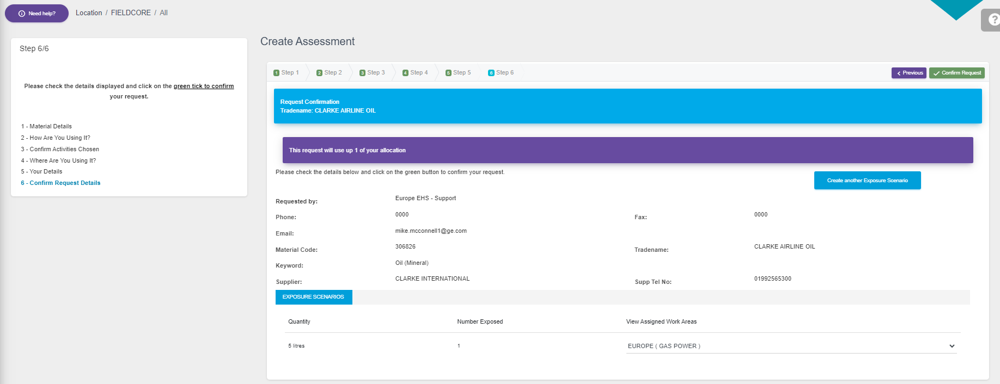 Need help?
Location / FIELDCORE / All
?
Step 6/6
Please check the details displayed and click on the green tick to confirm
your request.
1 - Material Details
2 - How Are You Using It?
3 - Confirm Activities Chosen
4 - Where Are You Using It?
5 - Your Details
6 - Confirm Request Details
Create Assessment
1 Step 1 2 Step 2 3 Step 3 4 Step 4 5 Step 5 6 Step 6
Previous Confirm Request
Request Confirmation
Tradename: CLARKE AIRLINE OIL
This request will use up 1 of your allocation
Please check the details below and click on the green button to confirm your request.
Create another Exposure Scenario
Requested by: Europe EHS - Support
Phone: 0000 Fax: 0000
Email: mike.mcconnell1@ge.com
Material Code: 306826 Tradename: CLARKE AIRLINE OIL
Keyword: Oil (Mineral)
Supplier: CLARKE INTERNATIONAL Supp Tel No: 01992565300
EXPOSURE SCENARIOS
Quantity Number Exposed View Assigned Work Areas
5 litres 1 EUROPE ( GAS POWER )